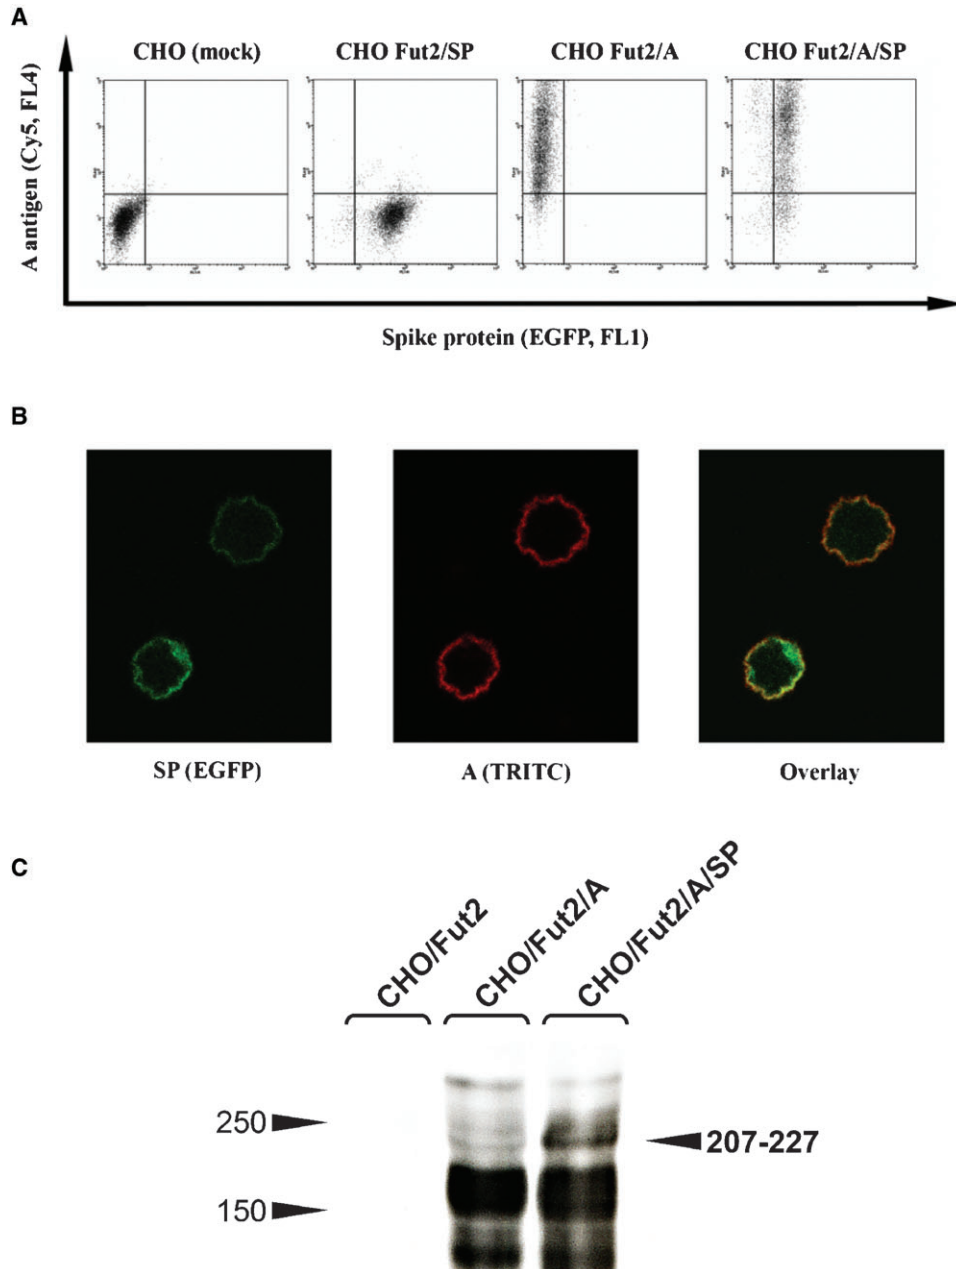 A
CHO (mock) CHO Fut2/SP CHO Fut2/A CHO Fut2/A/SP
A antigen (Cy5, FL4)
Spike protein (EGFP, FL1)
B
SP (EGFP) A (TRITC) Overlay
C
CHO/Fut2 CHO/Fut2/A CHO/Fut2/A/SP
250
207-227
150